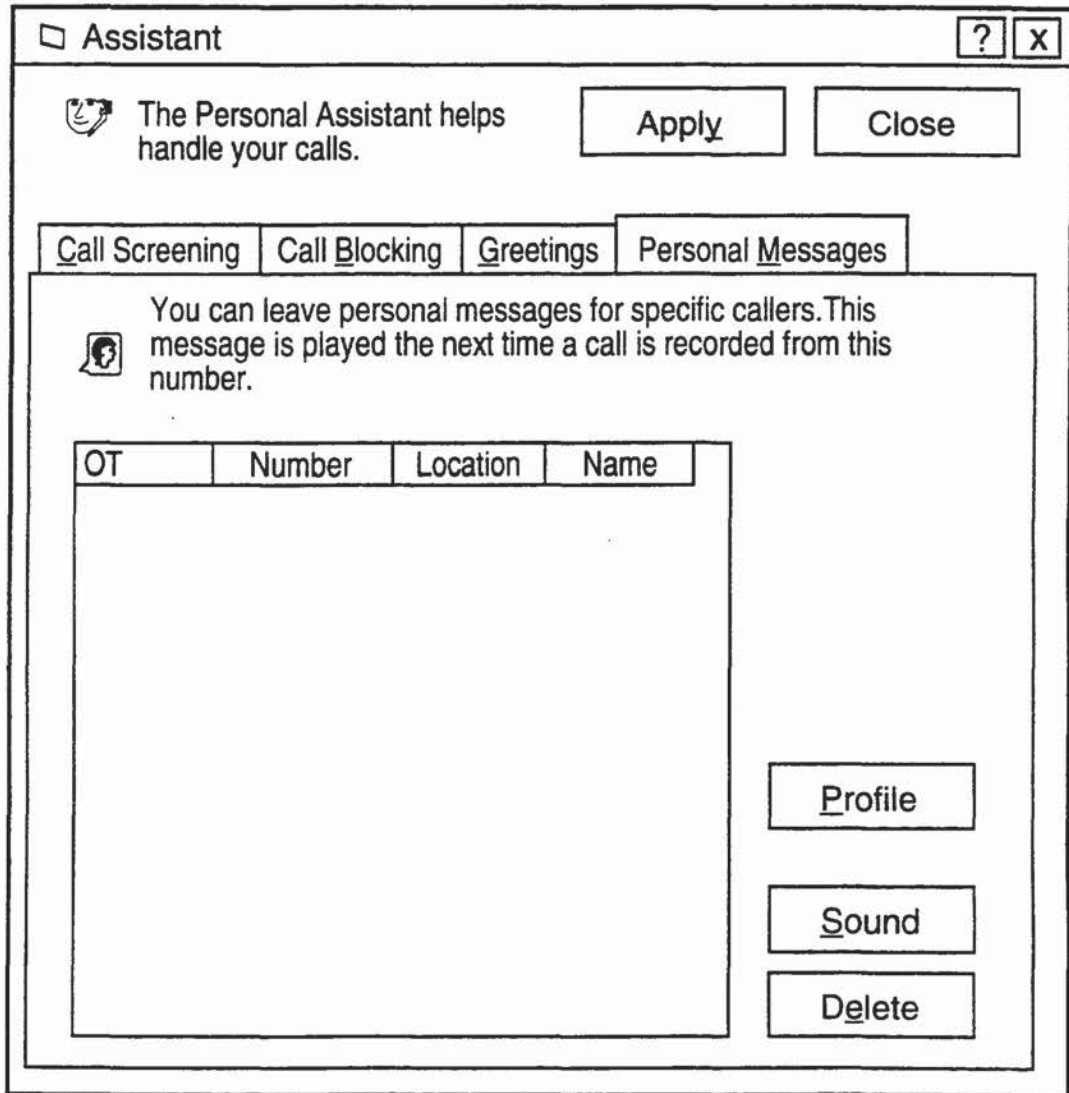 Assistant
? X
The Personal Assistant helps
handle your calls.
Apply Close
Call Screening Call Blocking Greetings Personal Messages
You can leave personal messages for specific callers.This
message is played the next time a call is recorded from this
number.
OT Number Location Name
Profile
Sound
Delete